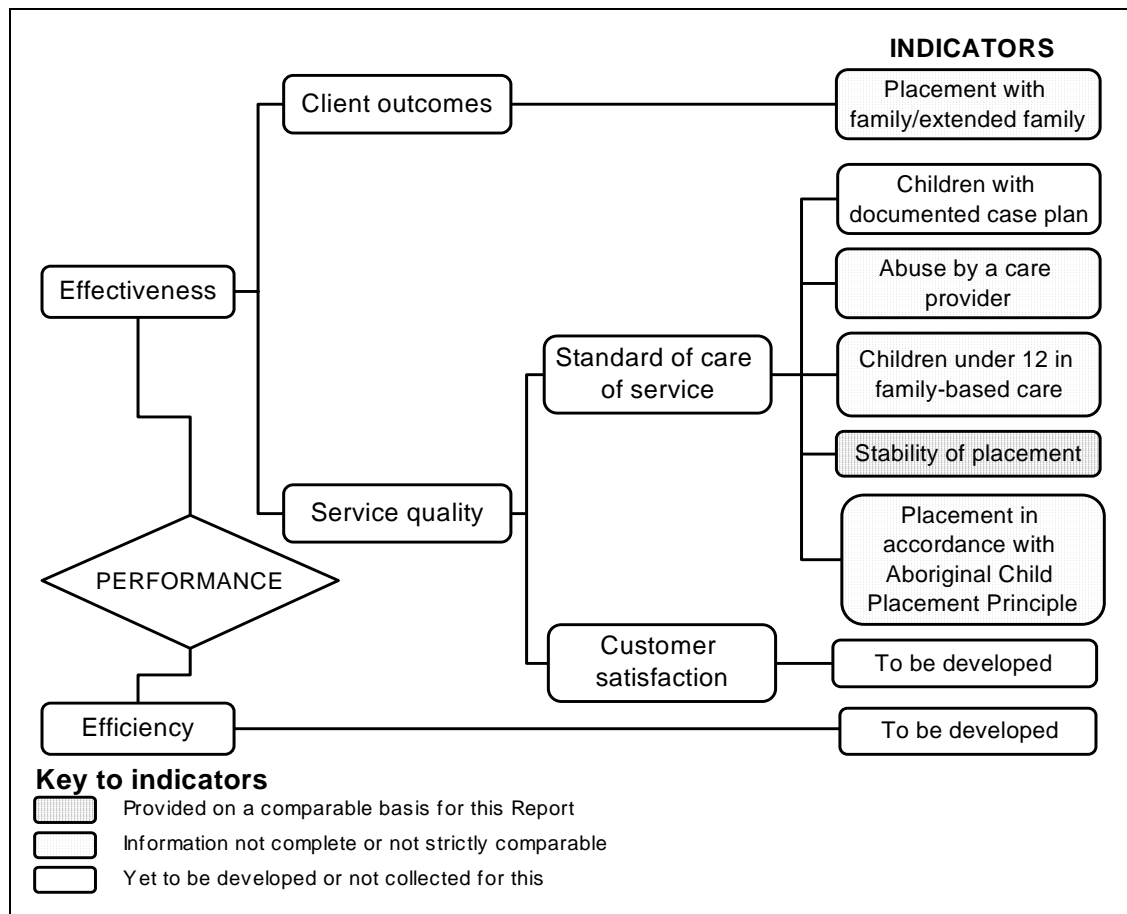 INDICATORS
Client outcomes
Placement with
family/extended family
Children with
documented case plan
Effectiveness
Abuse by a care
provider
Standard of care
of service
Children under 12 in
family-based care
Stability of placement
Service quality
Placement in
accordance with
Aboriginal Child
Placement Principle
PERFORMANCE
Customer
satisfaction
To be developed
Efficiency
To be developed
Key to indicators
Provided on a comparable basis for this Report
Information not complete or not strictly comparable
Yet to be developed or not collected for this